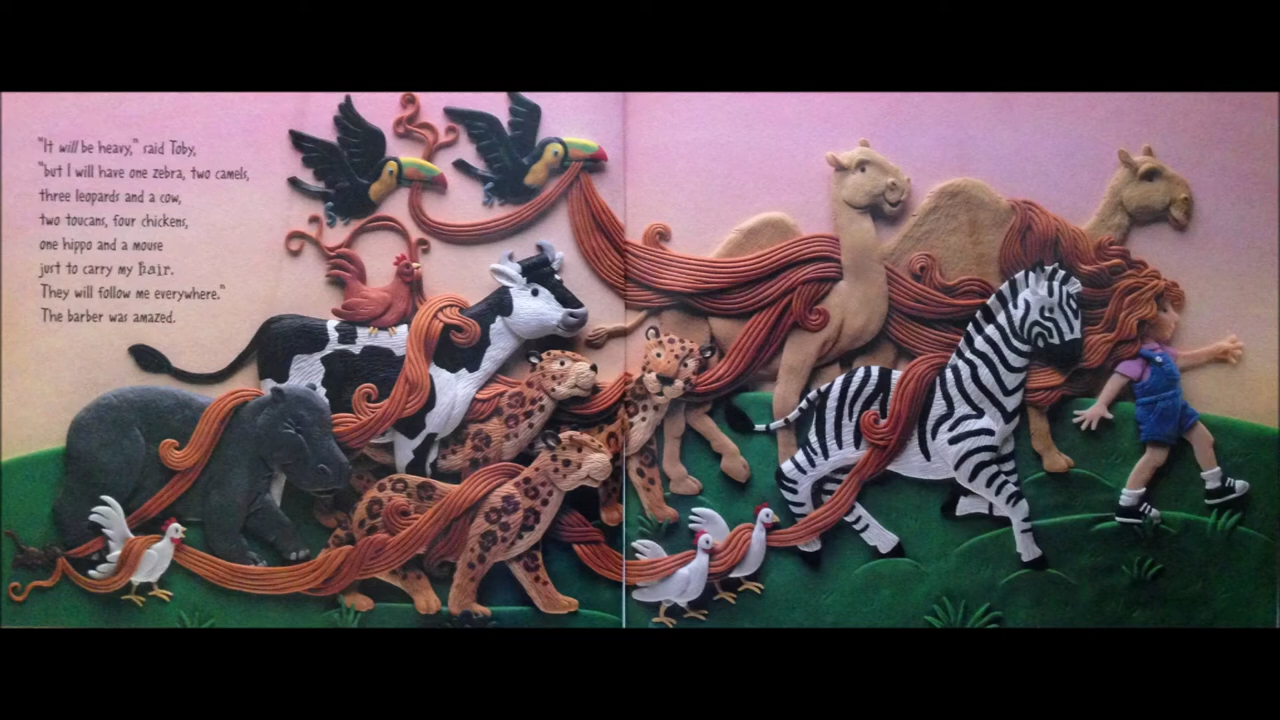 "It will be heavy," said Toby,
"but I will have one zebra, two camels,
three leopards and a cow,
two toucans, four chickens,
one hippo and a mouse
just to carry my hair.
They will follow me everywhere."
The barber was amazed.